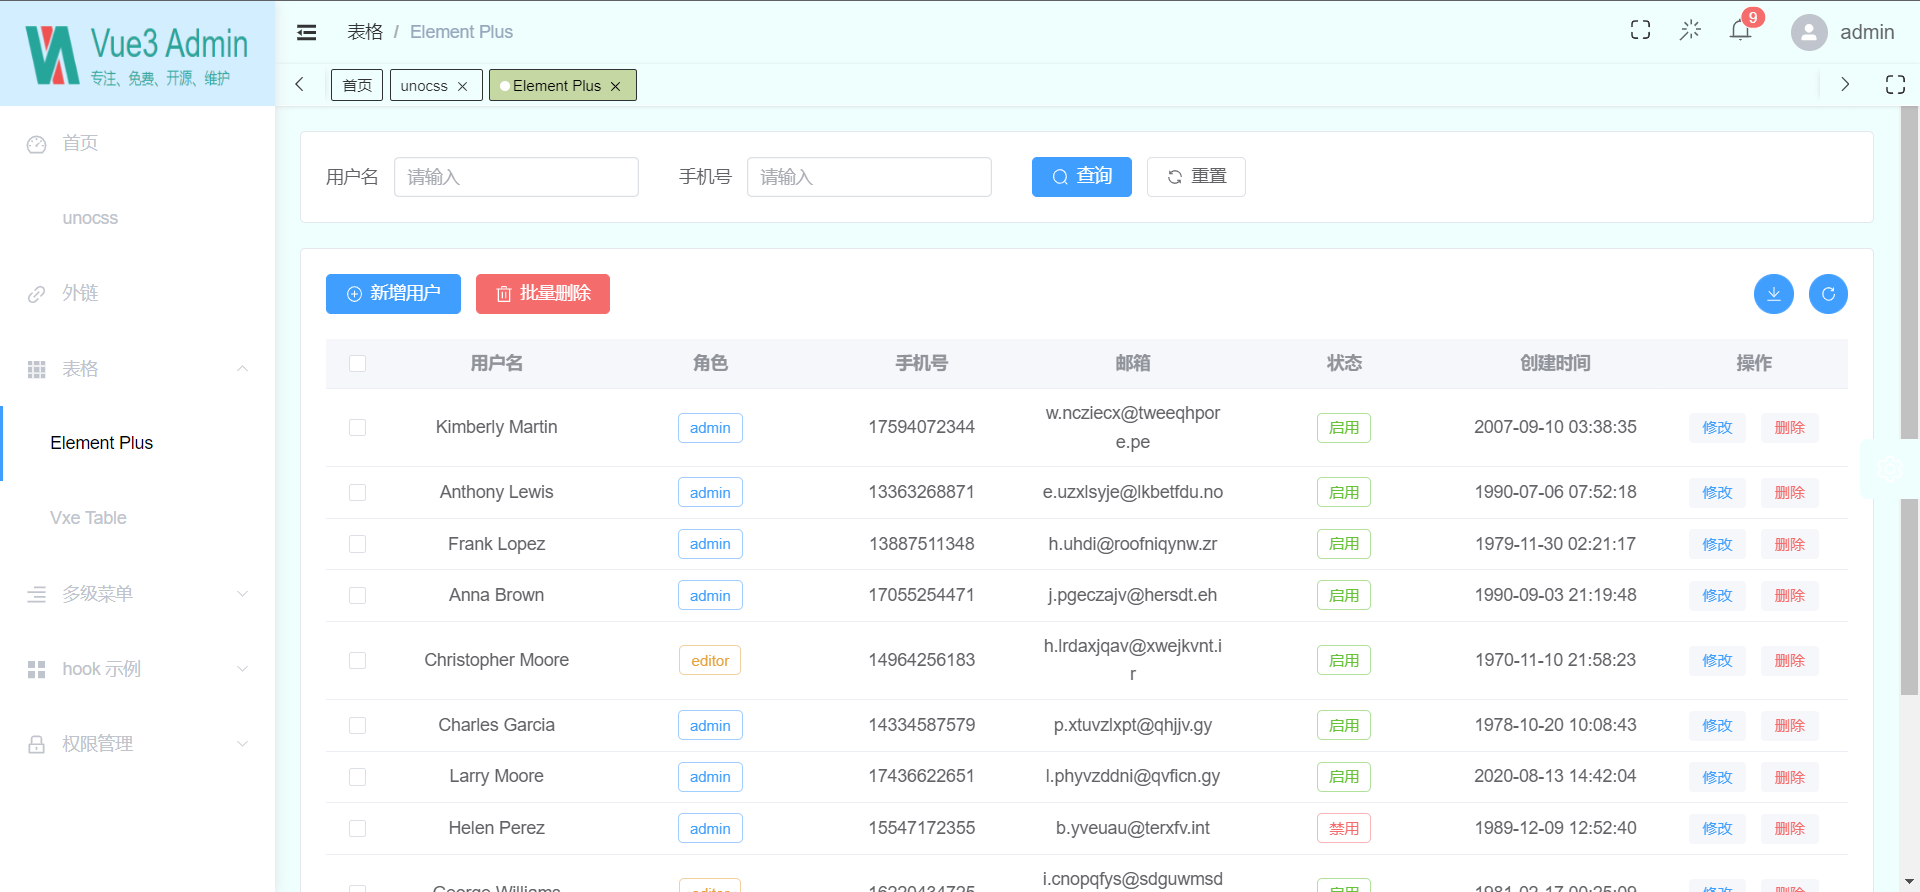 Vue3 Admin
专注、免费、开源、维护
首页
unocss
外链
表格
Element Plus
Vxe Table
多级菜单
hook 示例
权限管理
表格 / Element Plus
9
admin
首页 unocss Element Plus
用户名 请输入 手机号 请输入 查询 重置
新增用户 批量删除
用户名 角色 手机号 邮箱 状态 创建时间 操作
Kimberly Martin admin 17594072344 w.ncziecx@tweeqhpor 启用 2007-09-10 03:38:35 修改 删除
e.pe
Anthony Lewis admin 13363268871 e.uzxlsyje@lkbetfdu.no 启用 1990-07-06 07:52:18 修改 删除
Frank Lopez admin 13887511348 h.uhdi@roofniqynw.zr 启用 1979-11-30 02:21:17 修改 删除
Anna Brown admin 17055254471 j.pgeczajv@hersdt.eh 启用 1990-09-03 21:19:48 修改 删除
Christopher Moore editor 14964256183 h.lrdaxjqav@xwejkvnt.i 启用 1970-11-10 21:58:23 修改 删除
r
Charles Garcia admin 14334587579 p.xtuvzlxpt@qhjjv.gy 启用 1978-10-20 10:08:43 修改 删除
Larry Moore admin 17436622651 l.phyvzddni@qvficn.gy 启用 2020-08-13 14:42:04 修改 删除
Helen Perez admin 15547172355 b.yveuau@terxfv.int 禁用 1989-12-09 12:52:40 修改 删除
George Williams editor i.cnopqfys@sdguwmsd 启用 修改 删除